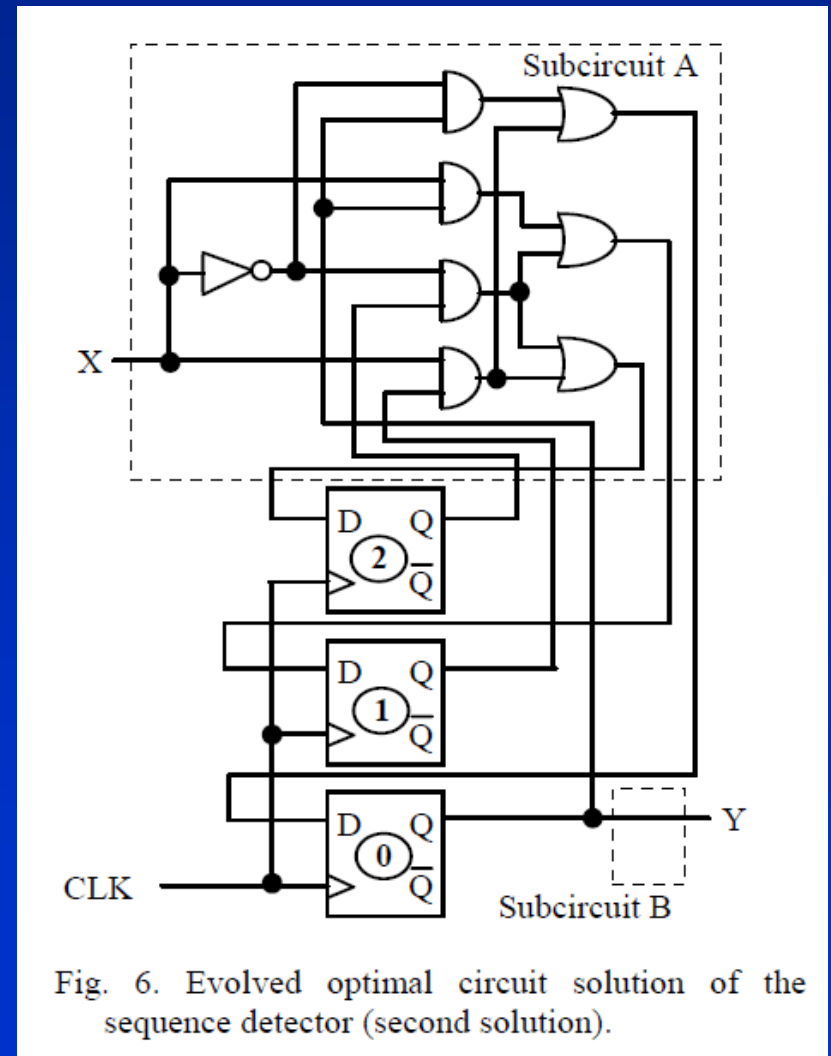 Subcircuit A
X
D Q
2
Q
D Q
1
Q
D Q
Y
0
CLK
Q
Subcircuit B
Fig. 6. Evolved optimal circuit solution of the
sequence detector (second solution).